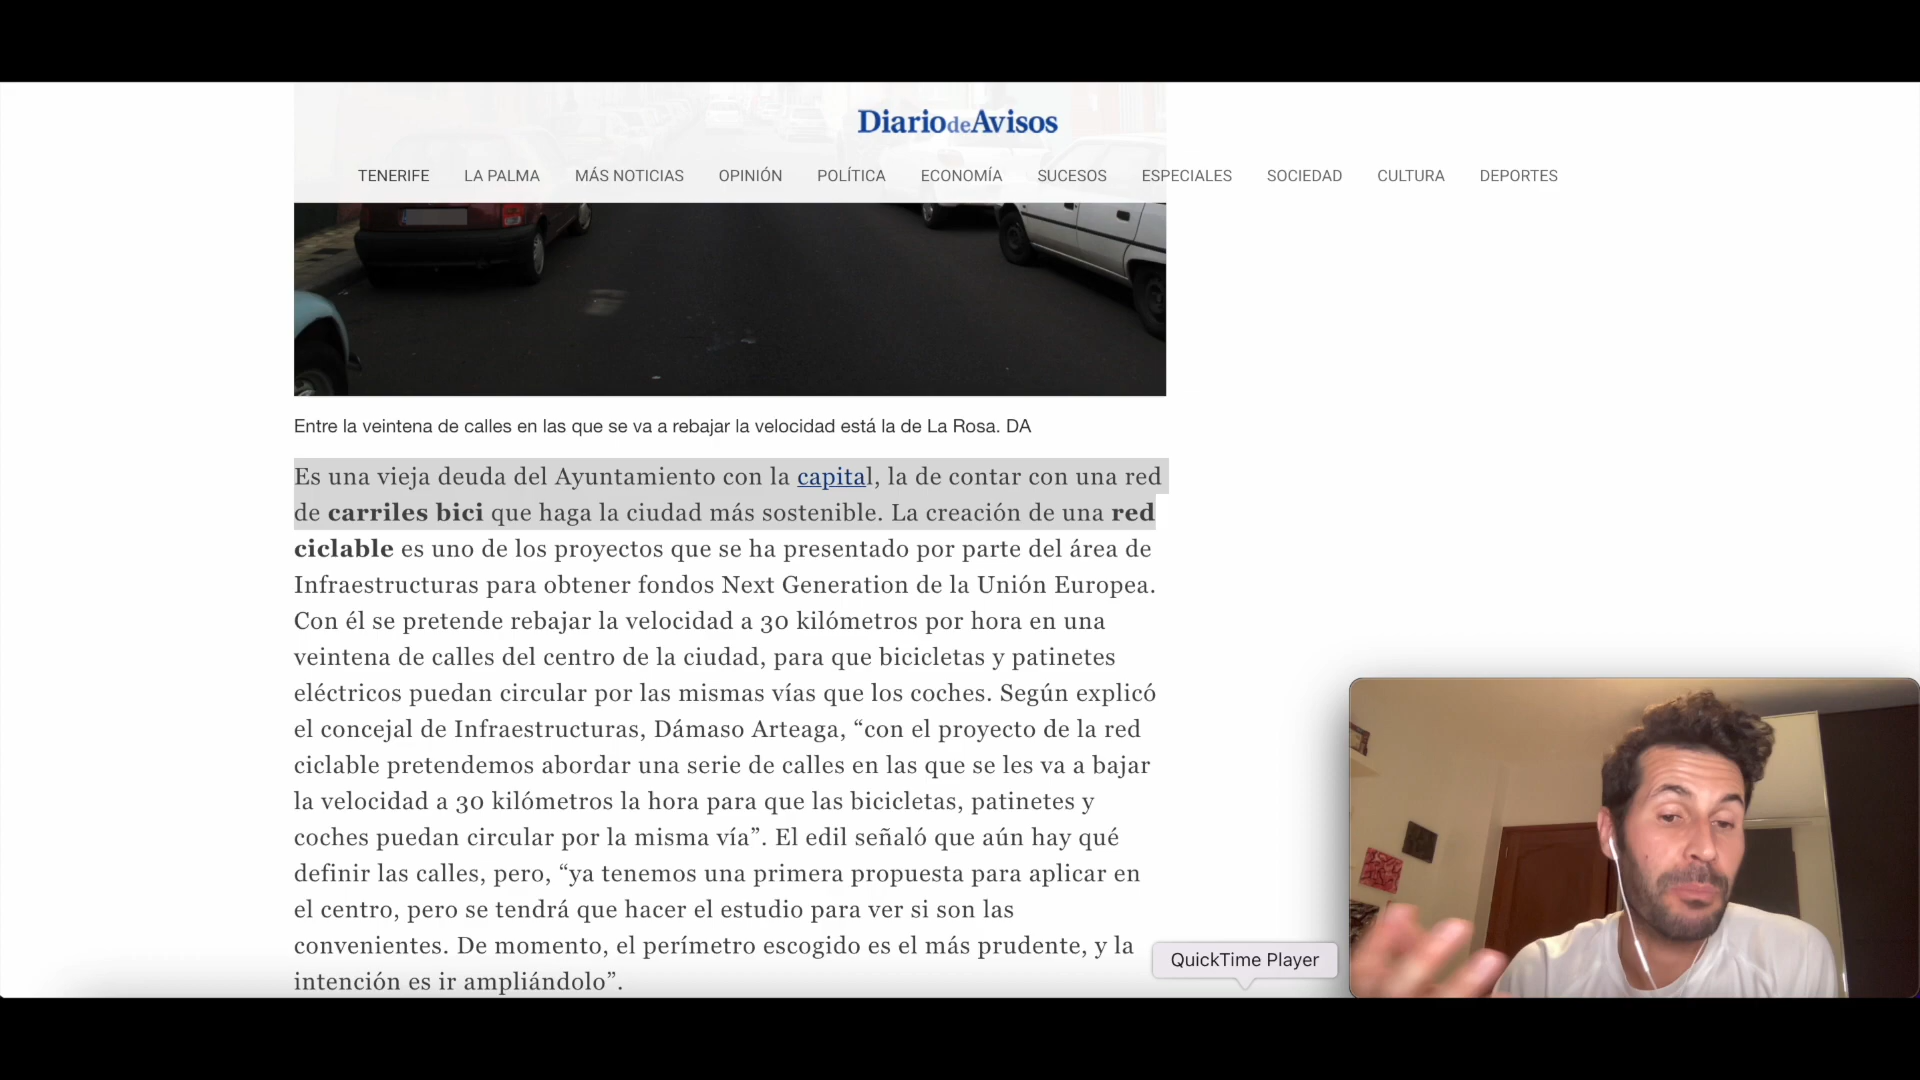 DiariodeAvisos
TENERIFE LA PALMA MÁS NOTICIAS OPINIÓN POLÍTICA ECONOMÍA SUCESOS ESPECIALES SOCIEDAD CULTURA DEPORTES
Entre la veintena de calles en las que se va a rebajar la velocidad está la de La Rosa. DA
Es una vieja deuda del Ayuntamiento con la capital, la de contar con una red
de carriles bici que haga la ciudad más sostenible. La creación de una red
ciclable es uno de los proyectos que se ha presentado por parte del área de
Infraestructuras para obtener fondos Next Generation de la Unión Europea.
Con él se pretende rebajar la velocidad a 30 kilómetros por hora en una
veintena de calles del centro de la ciudad, para que bicicletas y patinetes
eléctricos puedan circular por las mismas vías que los coches. Según explicó
el concejal de Infraestructuras, Dámaso Arteaga, “con el proyecto de la red
ciclable pretendemos abordar una serie de calles en las que se les va a bajar
la velocidad a 30 kilómetros la hora para que las bicicletas, patinetes y
coches puedan circular por la misma vía”. El edil señaló que aún hay qué
definir las calles, pero, “ya tenemos una primera propuesta para aplicar en
el centro, pero se tendrá que hacer el estudio para ver si son las
convenientes. De momento, el perímetro escogido es el más prudente, y la
intención es ir ampliándolo”.
QuickTime Player